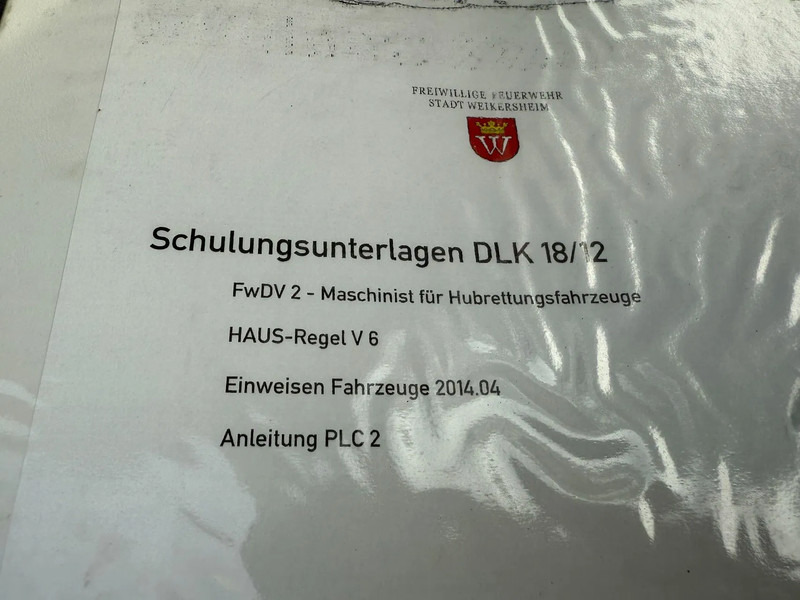 FREIWILLIGE FEUERWEHR
STADT WEIKERSHEIM
W
Schulungsunterlagen DLK 18/12
FwDV 2 - Maschinist für Hubrettungsfahrzeuge
HAUS-Regel V 6
Einweisen Fahrzeuge 2014.04
Anleitung PLC 2